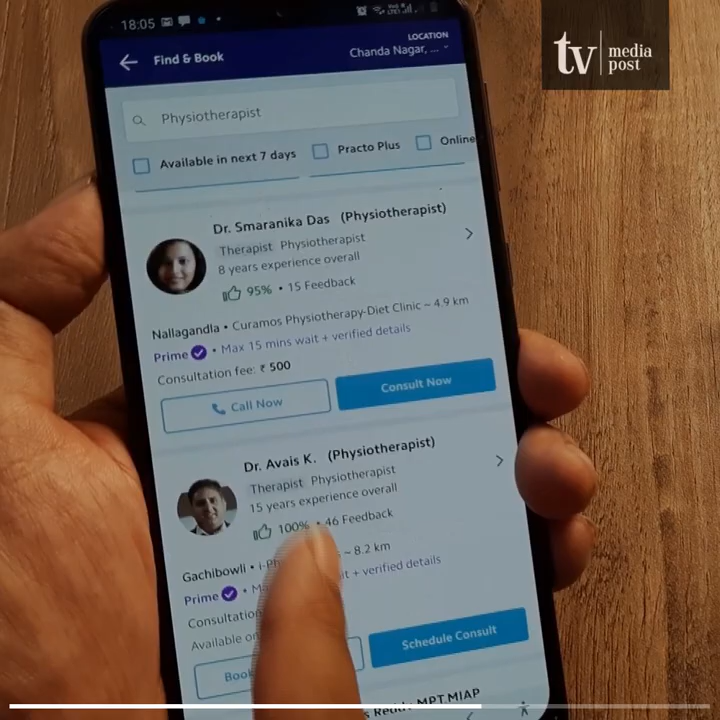 18:05
tv media post
LOCATION
Find & Book
Chanda Nagar, ...
Physiotherapist
Available in next 7 days
Practo Plus
Online
Dr. Smaranika Das (Physiotherapist)
Therapist Physiotherapist
8 years experience overall
95% • 15 Feedback
Nallagandla • Curamos Physiotherapy-Diet Clinic ~ 4.9 km
Prime • Max 15 mins wait + verified details
Consultation fee: ₹ 500
Call Now
Consult Now
Dr. Avais K. (Physiotherapist)
Therapist Physiotherapist
15 years experience overall
100% • 46 Feedback
Gachibowli • ~ 8.2 km
Prime • + verified details
Consultation
Available
Schedule Consult
MPT,MIAP